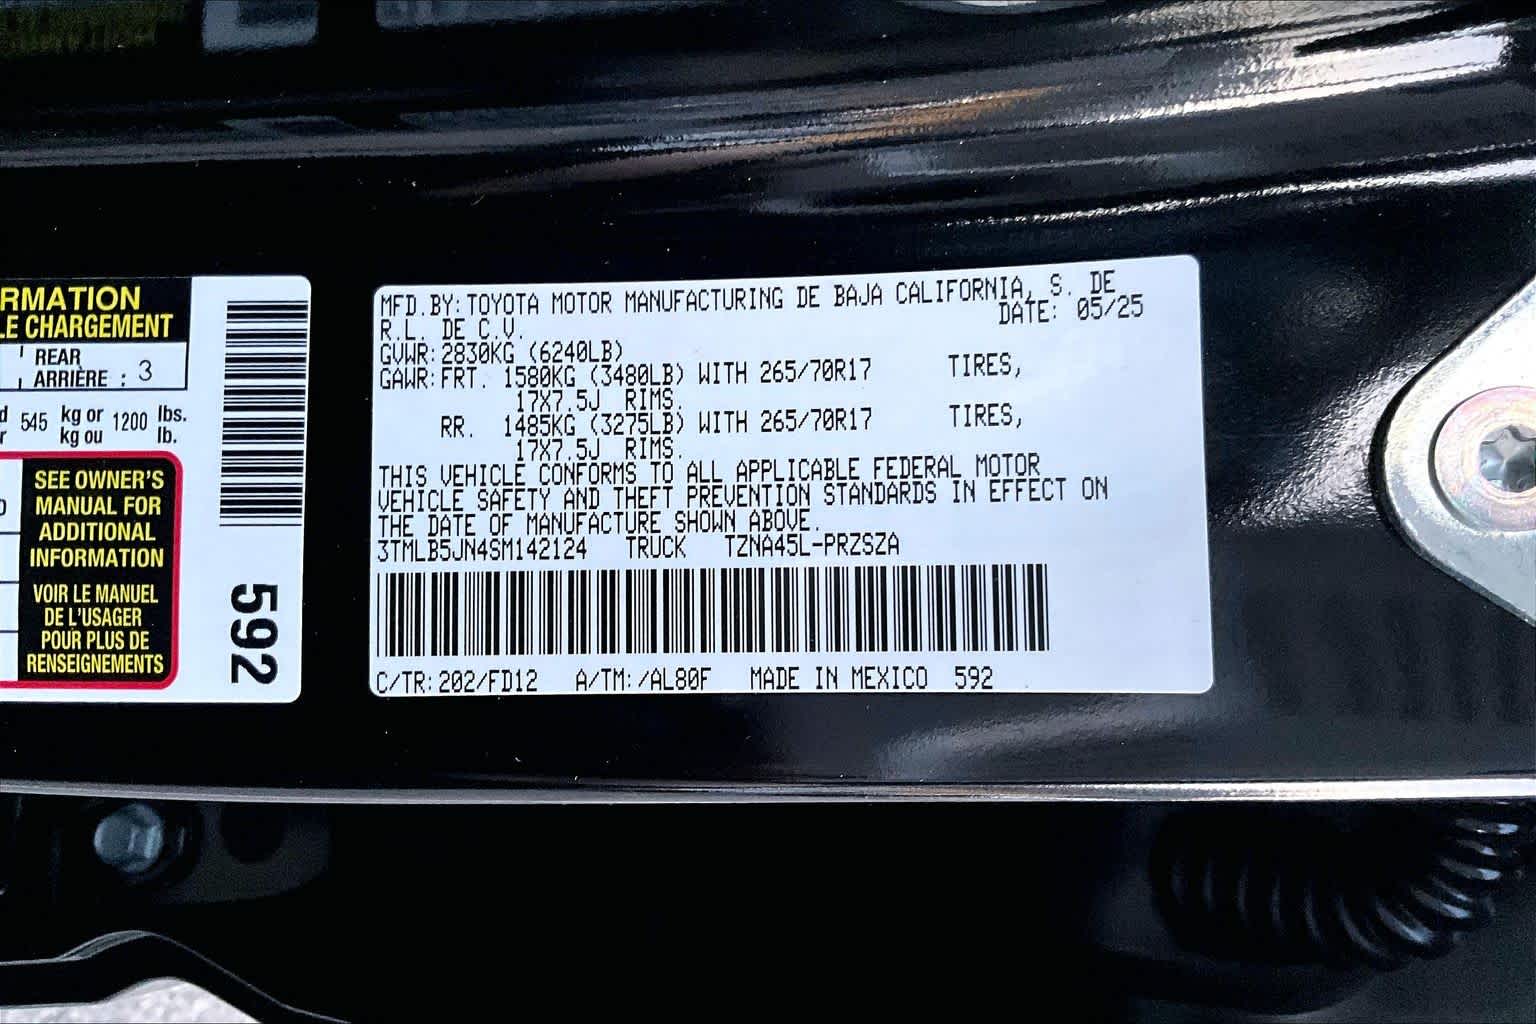 RMATION
LE CHARGEMENT
REAR
ARRIÈRE : 3
545 kg or 1200 lbs.
kg ou lb.
SEE OWNER'S
MANUAL FOR
ADDITIONAL
INFORMATION
VOIR LE MANUEL
DE L'USAGER
POUR PLUS DE
RENSEIGNEMENTS
592
MFD.BY:TOYOTA MOTOR MANUFACTURING DE BAJA CALIFORNIA, S. DE
R.L. DE C.V. DATE: 05/25
GVWR:2830KG (6240LB)
GAWR:FRT. 1580KG (3480LB) WITH 265/70R17 TIRES,
17X7.5J RIMS.
RR. 1485KG (3275LB) WITH 265/70R17 TIRES,
17X7.5J RIMS.
THIS VEHICLE CONFORMS TO ALL APPLICABLE FEDERAL MOTOR
VEHICLE SAFETY AND THEFT PREVENTION STANDARDS IN EFFECT ON
THE DATE OF MANUFACTURE SHOWN ABOVE.
3TMLB5JN4SM142124 TRUCK TZNA45L-PRZSZA
C/TR:202/FD12 A/TM:/AL80F MADE IN MEXICO 592